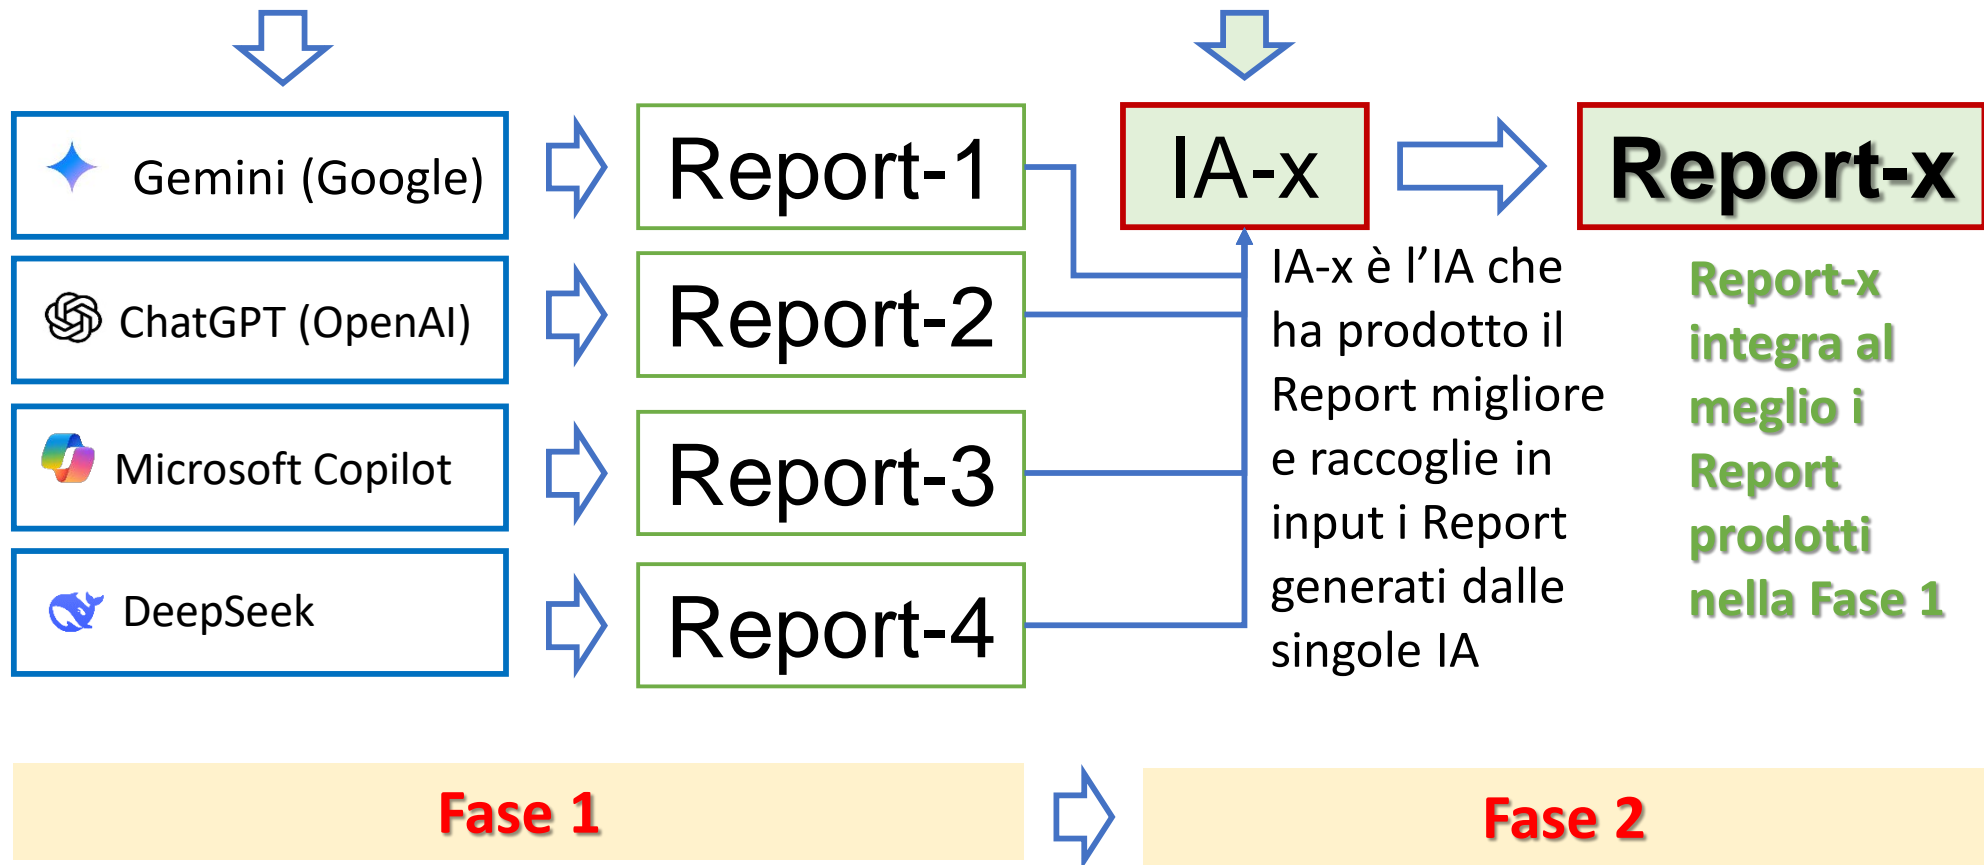 Gemini (Google)
Report-1
IA-x
Report-x
ChatGPT (OpenAI)
Report-2
Microsoft Copilot
Report-3
DeepSeek
Report-4
IA-x è l’IA che
ha prodotto il
Report migliore
e raccoglie in
input i Report
generati dalle
singole IA
Report-x
integra al
meglio i
Report
prodotti
nella Fase 1
Fase 1
Fase 2